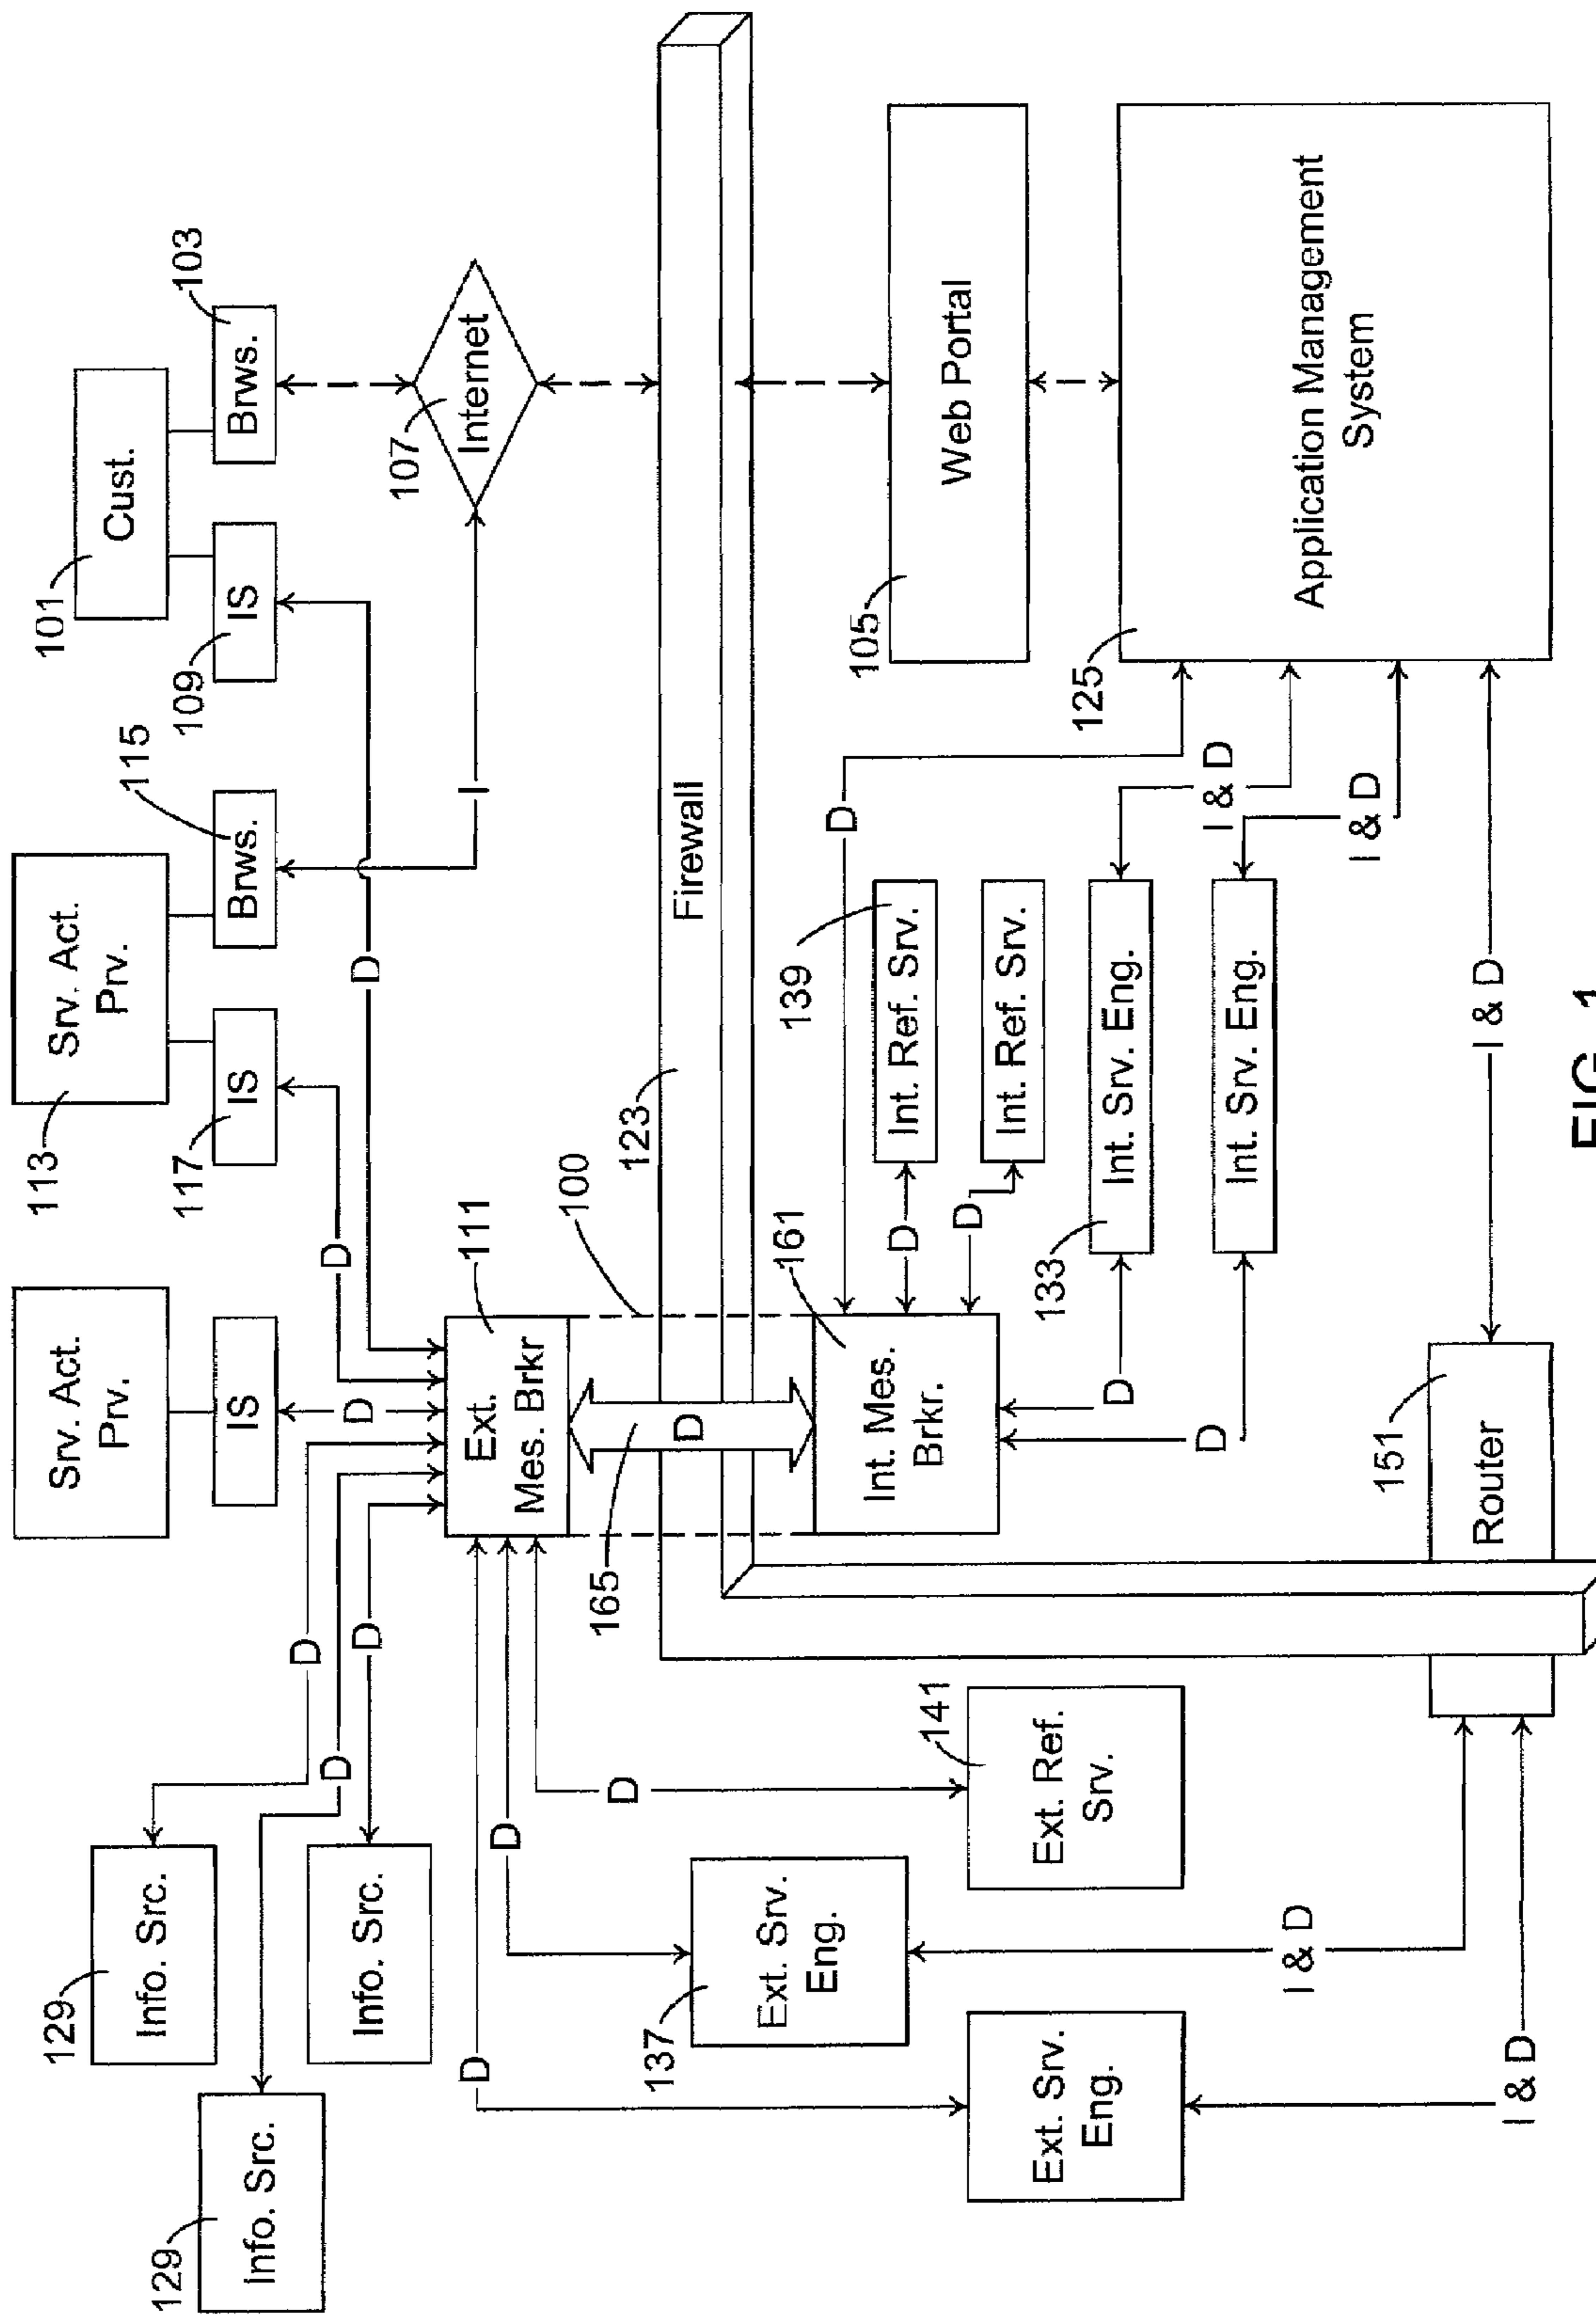 Info. Src.
129
Info. Src.
129
Info. Src.
Srv. Act.
Prv.
IS
Srv. Act.
Prv.
113
IS
117
Brws.
115
Cust.
101
IS
109
Brws.
103
Internet
107
D
D
D
D
D
D
I
Ext.
Mes. Brkr
111
100
D
D
D
D
165
Firewall
123
Ext. Srv.
Eng.
137
Ext. Srv.
Eng.
Ext. Ref.
Srv.
141
Int. Mes.
Brkr.
161
D
D
D
D
D
Int. Ref. Srv.
139
Int. Ref. Srv.
Int. Srv. Eng.
133
Int. Srv. Eng.
I & D
I & D
Web Portal
105
Application Management
System
125
Router
151
I & D
I & D
I & D
FIG. 1